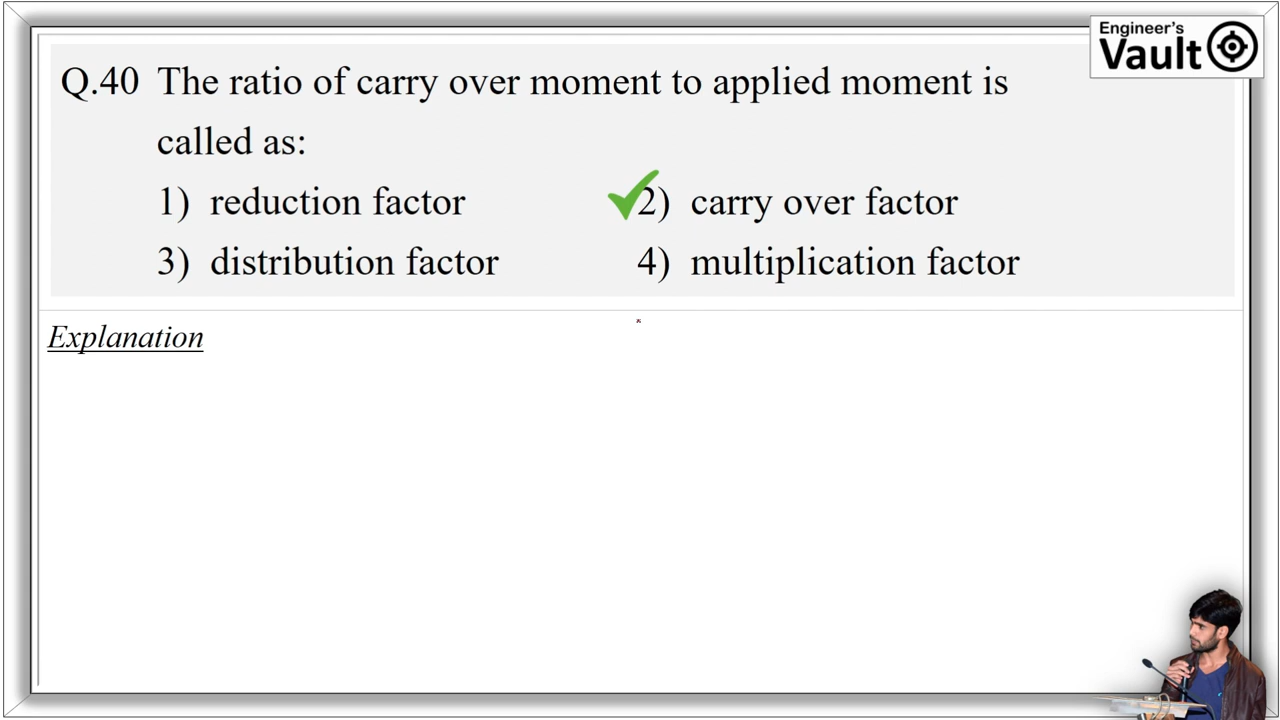 Engineer's
Vault
Q.40 The ratio of carry over moment to applied moment is
called as:
1) reduction factor 2) carry over factor
3) distribution factor 4) multiplication factor
Explanation